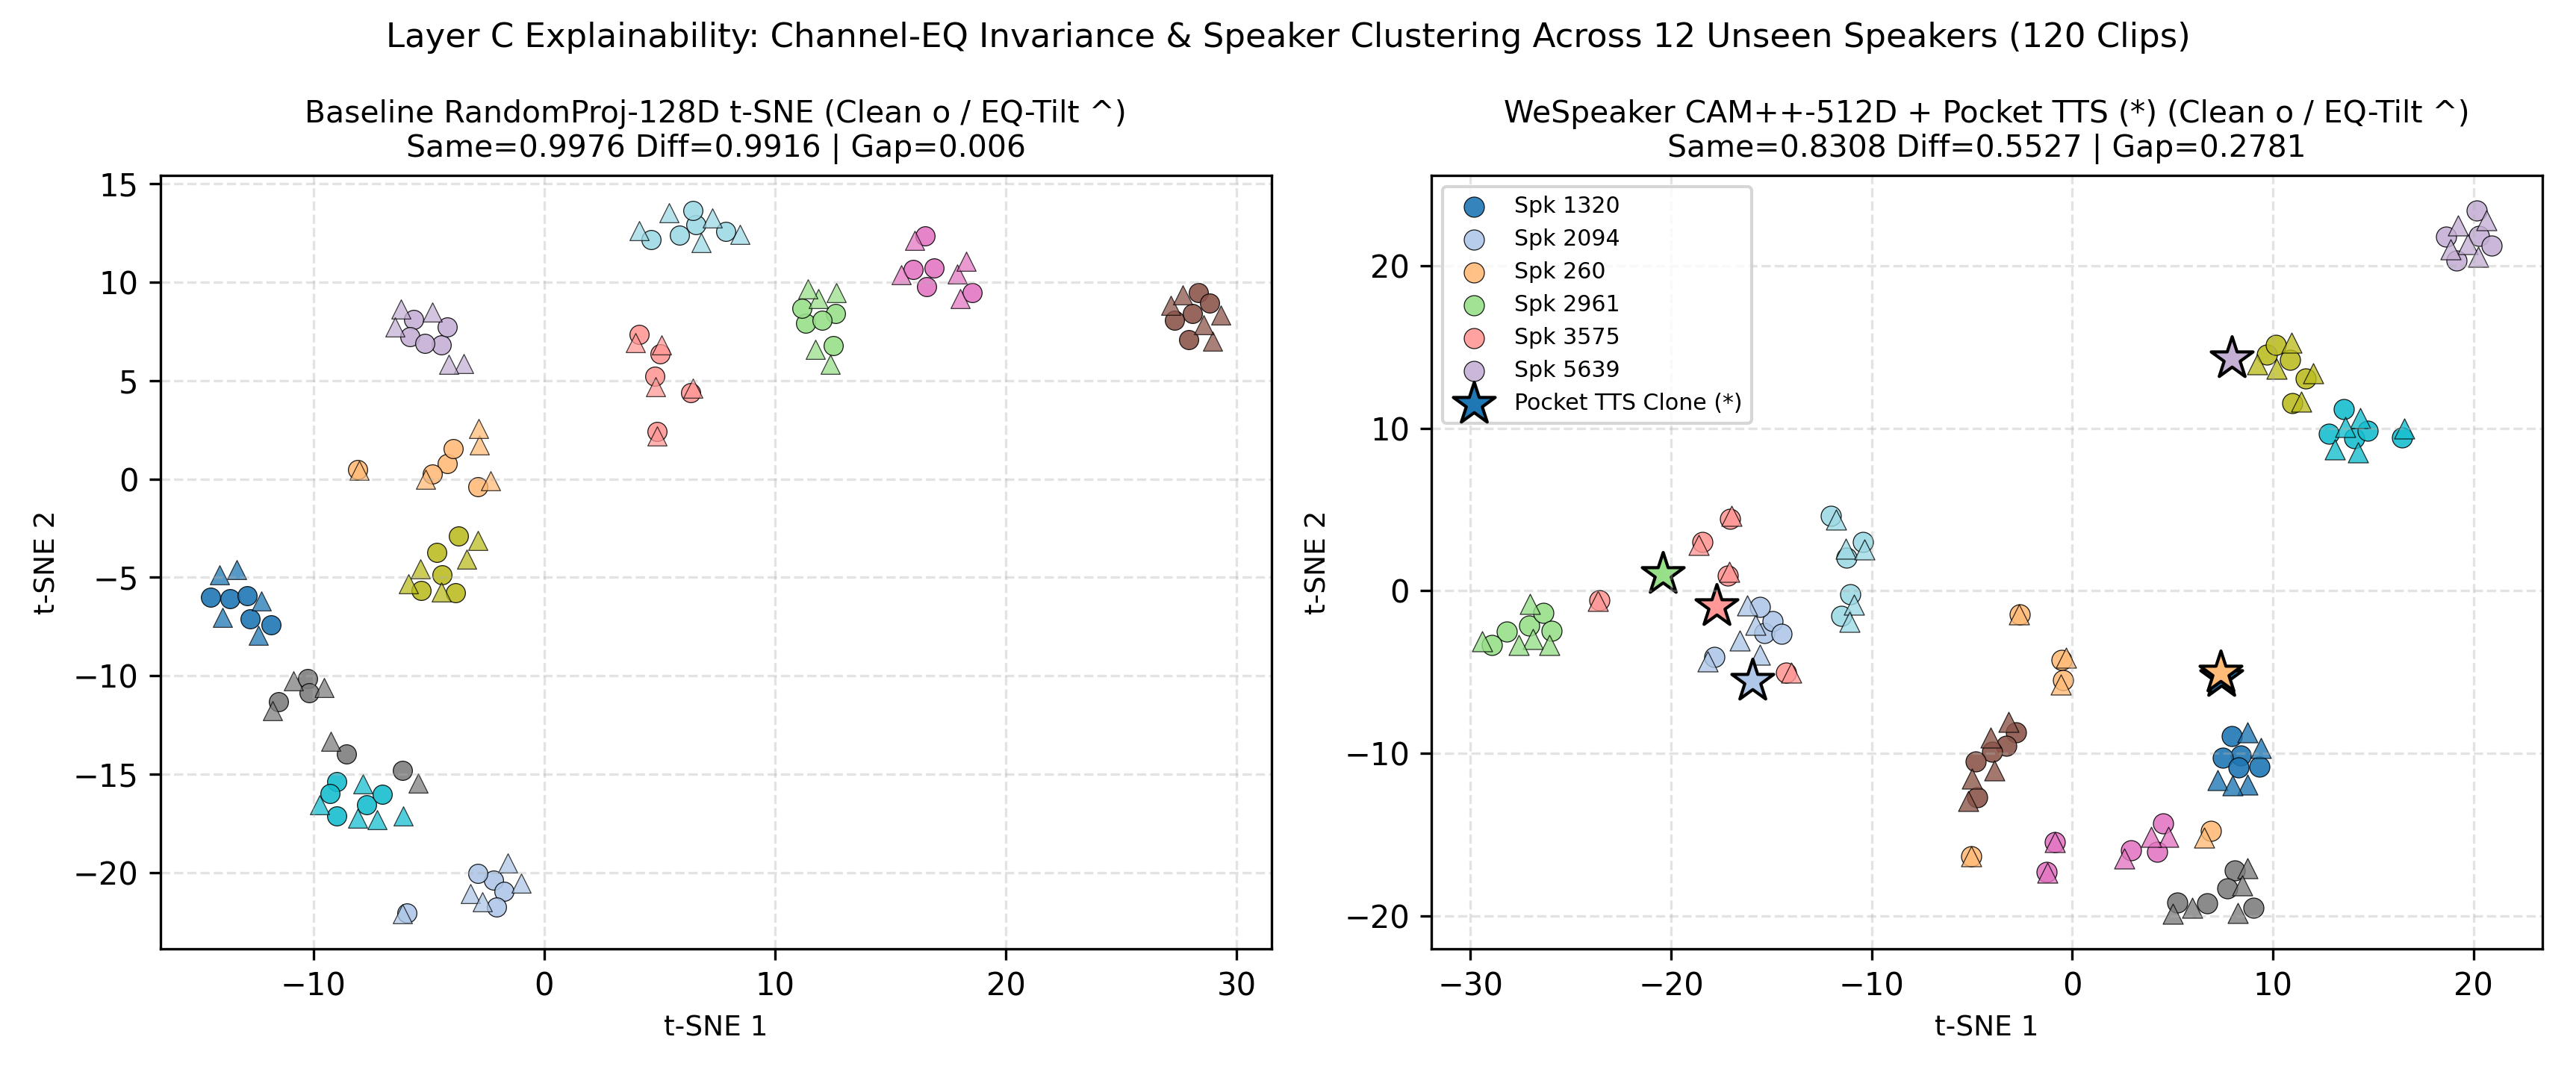 Layer C Explainability: Channel-EQ Invariance & Speaker Clustering Across 12 Unseen Speakers (120 Clips)
Baseline RandomProj-128D t-SNE (Clean o / EQ-Tilt ^)
Same=0.9976 Diff=0.9916 | Gap=0.006
15
10
5
0
−5
−10
−15
−20
t-SNE 2
−10
0
10
20
30
t-SNE 1
WeSpeaker CAM++-512D + Pocket TTS (*) (Clean o / EQ-Tilt ^)
Same=0.8308 Diff=0.5527 | Gap=0.2781
Spk 1320
Spk 2094
Spk 260
Spk 2961
Spk 3575
Spk 5639
Pocket TTS Clone (*)
20
10
0
−10
−20
t-SNE 2
−30
−20
−10
0
10
20
t-SNE 1